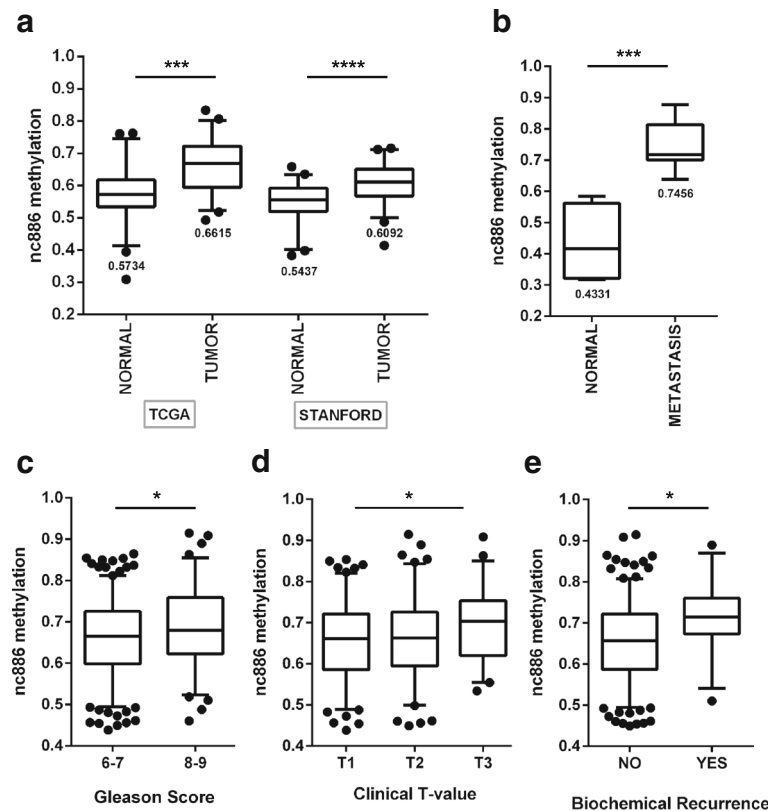 a
nc886 methylation
1.0
0.9
0.8
0.7
0.6
0.5
0.4
0.3
0.2
***
****
0.5734
0.6615
0.5437
0.6092
NORMAL
TUMOR
NORMAL
TUMOR
TCGA
STANFORD
b
nc886 methylation
1.0
0.9
0.8
0.7
0.6
0.5
0.4
0.3
0.2
***
0.4331
0.7456
NORMAL
METASTASIS
c
nc886 methylation
1.0
0.9
0.8
0.7
0.6
0.5
0.4
*
6-7
8-9
Gleason Score
d
nc886 methylation
1.0
0.9
0.8
0.7
0.6
0.5
0.4
*
T1
T2
T3
Clinical T-value
e
nc886 methylation
1.0
0.9
0.8
0.7
0.6
0.5
0.4
*
NO
YES
Biochemical Recurrence